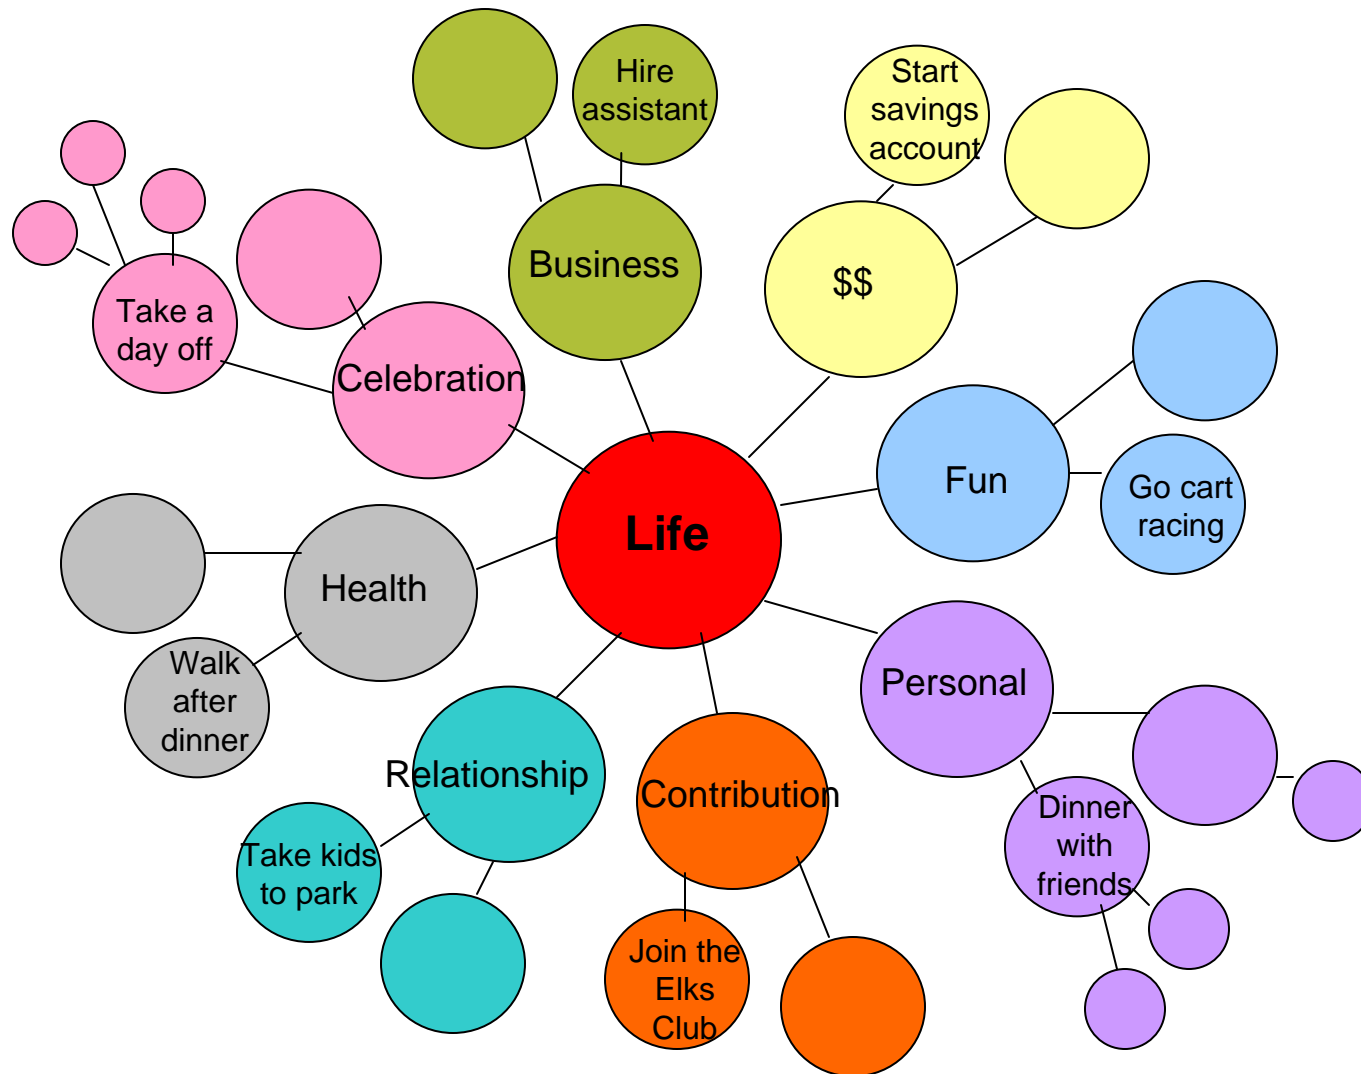 Hire
assistant
Start
savings
account
Business
$$
Take a
day off
Celebration
Fun
Go cart
racing
Life
Health
Walk
after
dinner
Personal
Relationship
Contribution
Dinner
with
friends
Take kids
to park
Join the
Elks
Club